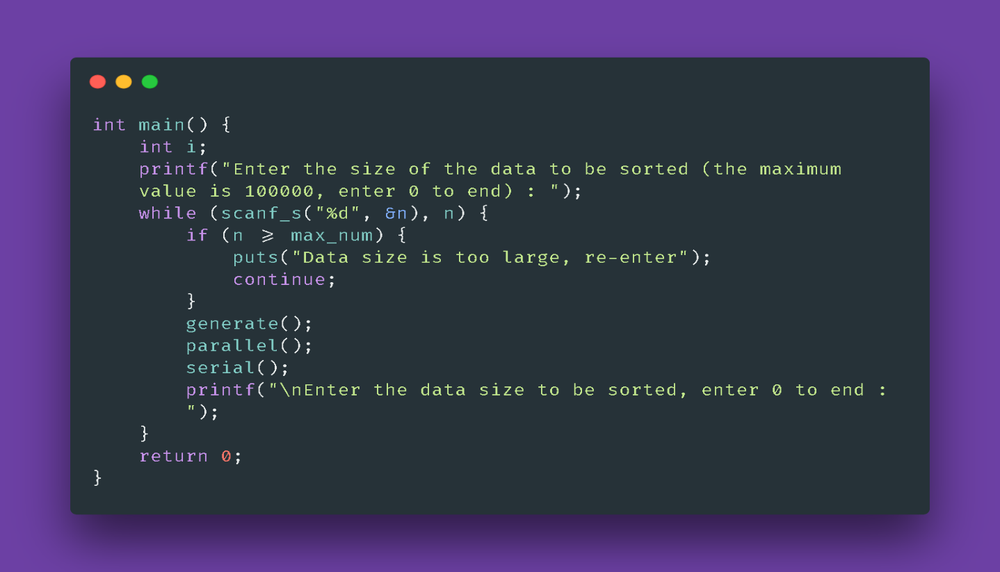 int main() {
    int i;
    printf("Enter the size of the data to be sorted (the maximum
    value is 100000, enter 0 to end) : ");
    while (scanf_s("%d", &n), n) {
        if (n ⩾ max_num) {
            puts("Data size is too large, re-enter");
            continue;
        }
        generate();
        parallel();
        serial();
        printf("\nEnter the data size to be sorted, enter 0 to end :
        ");
    }
    return 0;
}